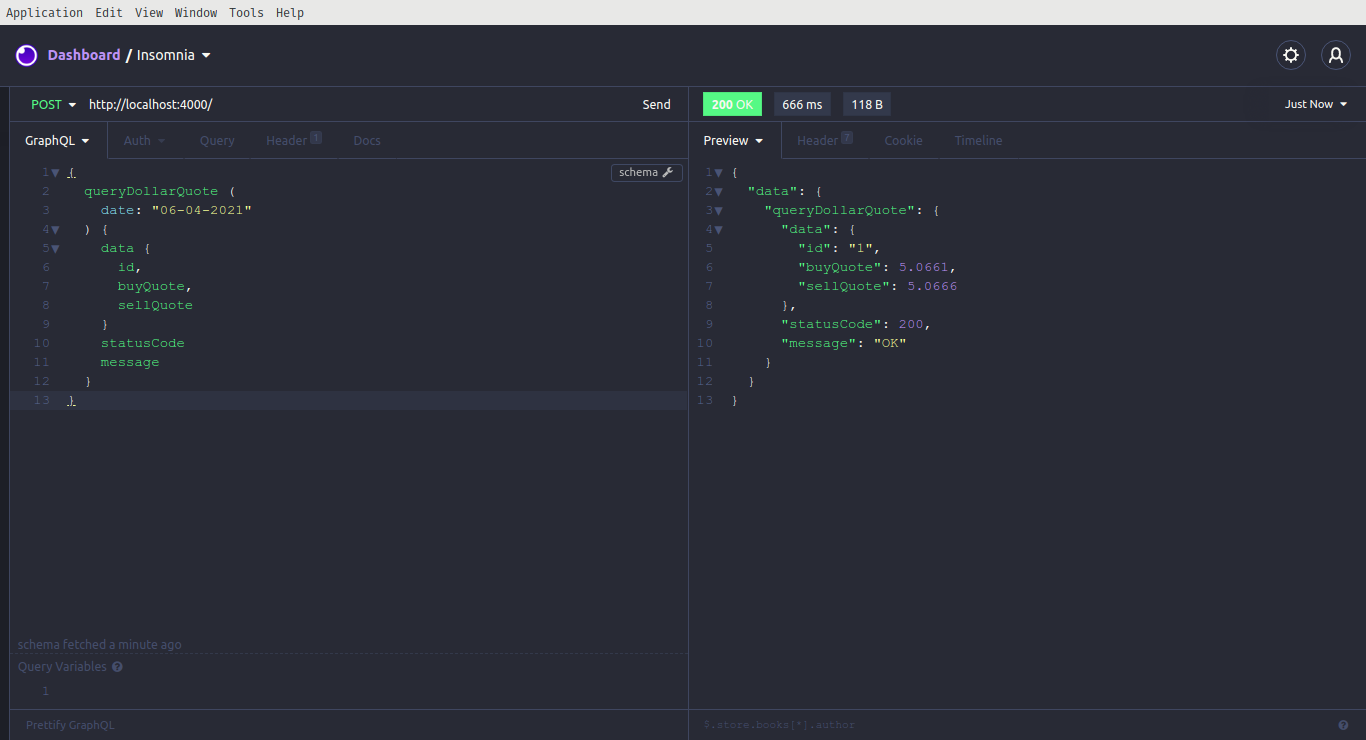 Application Edit View Window Tools Help
Dashboard / Insomnia
POST http://localhost:4000/ Send
200 OK 666 ms 118 B Just Now
GraphQL Auth Query Header 1 Docs
Preview Header 7 Cookie Timeline
schema
1 {
2 queryDollarQuote (
3 date: "06-04-2021"
4 ) {
5 data {
6 id,
7 buyQuote,
8 sellQuote
9 }
10 statusCode
11 message
12 }
13 }
1 {
2 "data": {
3 "queryDollarQuote": {
4 "data": {
5 "id": "1",
6 "buyQuote": 5.0661,
7 "sellQuote": 5.0666
8 },
9 "statusCode": 200,
10 "message": "OK"
11 }
12 }
13 }
schema fetched a minute ago
Query Variables ?
1
Prettify GraphQL
$.store.books[*].author ?